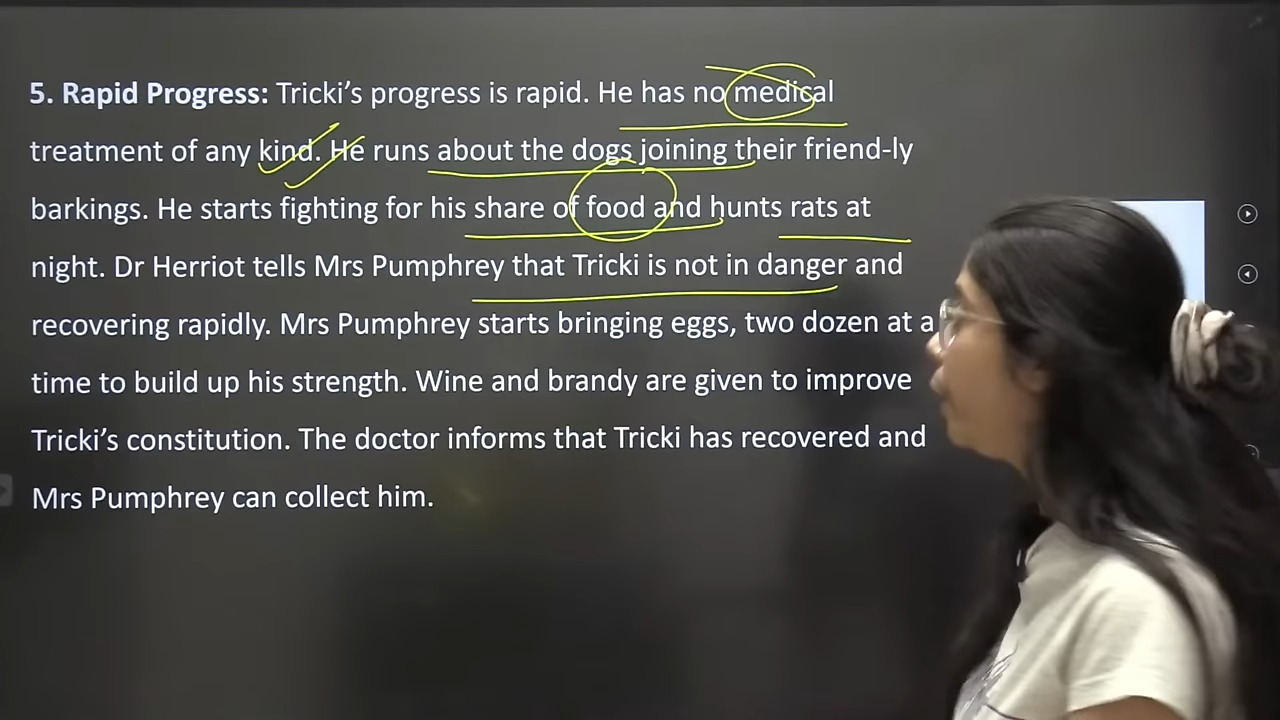 5. Rapid Progress: Tricki's progress is rapid. He has no medical
treatment of any kind. He runs about the dogs joining their friend-ly
barkings. He starts fighting for his share of food and hunts rats at
night. Dr Herriot tells Mrs Pumphrey that Tricki is not in danger and
recovering rapidly. Mrs Pumphrey starts bringing eggs, two dozen at a
time to build up his strength. Wine and brandy are given to improve
Tricki's constitution. The doctor informs that Tricki has recovered and
Mrs Pumphrey can collect him.